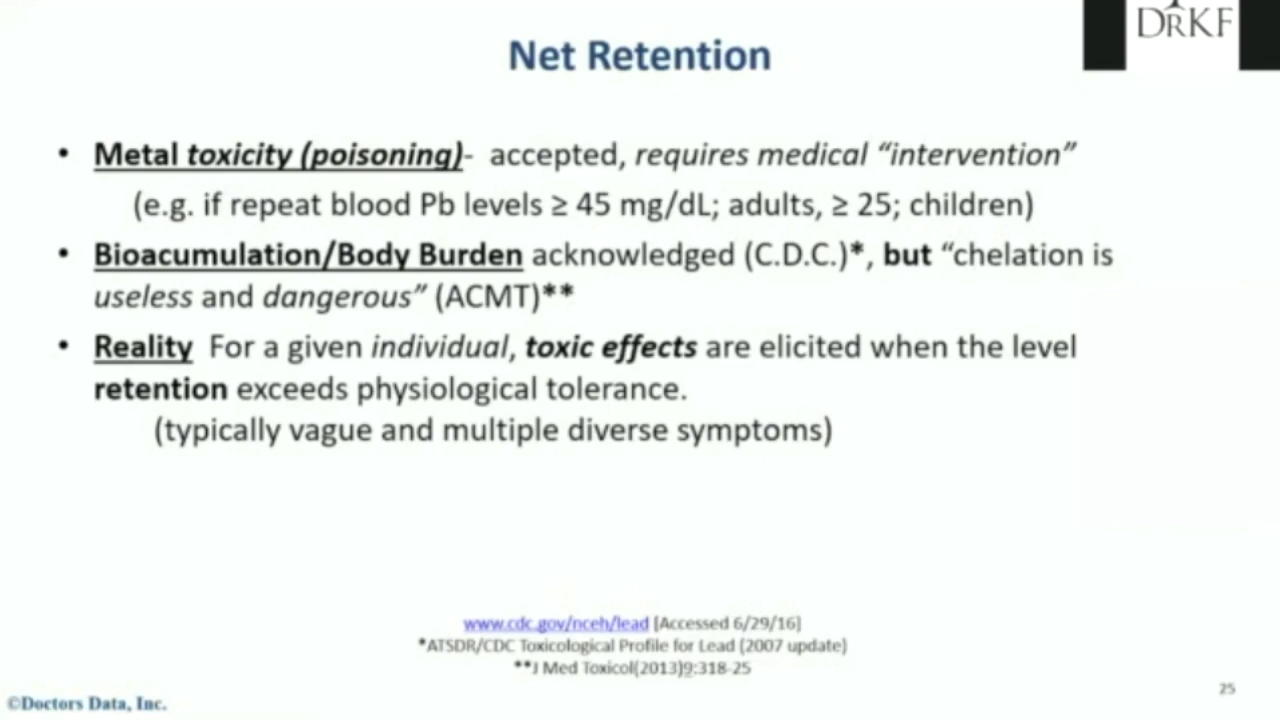 DRKF
Net Retention
• Metal toxicity (poisoning)- accepted, requires medical “intervention”
(e.g. if repeat blood Pb levels ≥ 45 mg/dL; adults, ≥ 25; children)
• Bioacumulation/Body Burden acknowledged (C.D.C.)*, but “chelation is
useless and dangerous” (ACMT)**
• Reality For a given individual, toxic effects are elicited when the level
retention exceeds physiological tolerance.
(typically vague and multiple diverse symptoms)
www.cdc.gov/nceh/lead [Accessed 6/29/16]
*ATSDR/CDC Toxicological Profile for Lead (2007 update)
**J Med Toxicol(2013)9:318-25
25
©Doctors Data, Inc.